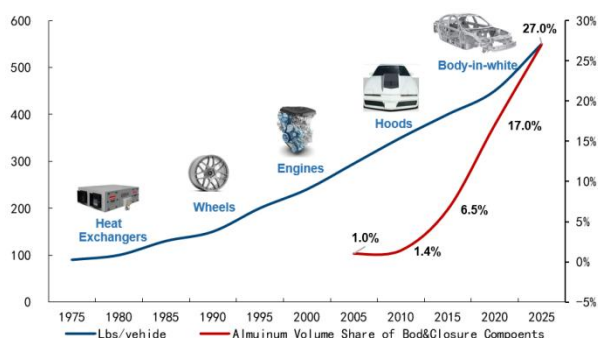 600
500
400
300
200
100
0
30%
25%
20%
15%
10%
5%
0%
-5%
Heat
Exchangers
Wheels
Engines
Hoods
Body-in-white
27.0%
17.0%
6.5%
1.4%
1.0%
1975 1980 1985 1990 1995 2000 2005 2010 2015 2020 2025
Lbs/vehide Almuinum Volume Share of Bod&Closure Compoents